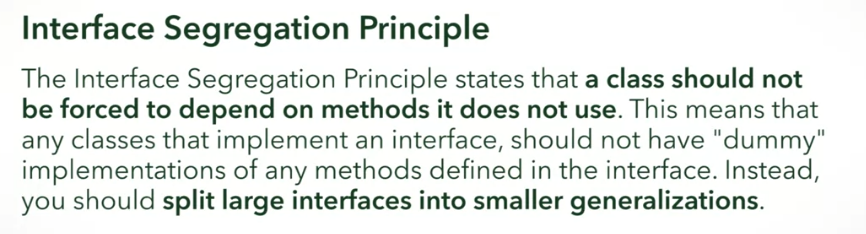 Interface Segregation Principle
The Interface Segregation Principle states that a class should not
be forced to depend on methods it does not use. This means that
any classes that implement an interface, should not have "dummy"
implementations of any methods defined in the interface. Instead,
you should split large interfaces into smaller generalizations.